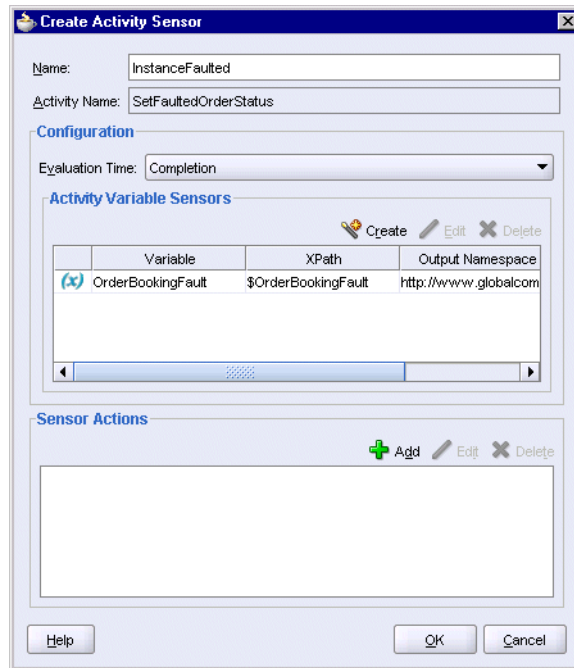 Create Activity Sensor
Name: InstanceFaulted
Activity Name: SetFaultedOrderStatus
Configuration
Evaluation Time: Completion
Activity Variable Sensors
Create Edit Delete
Variable XPath Output Namespace
(x) OrderBookingFault $OrderBookingFault http://www.globalcom
Sensor Actions
Add Edit Delete
Help OK Cancel